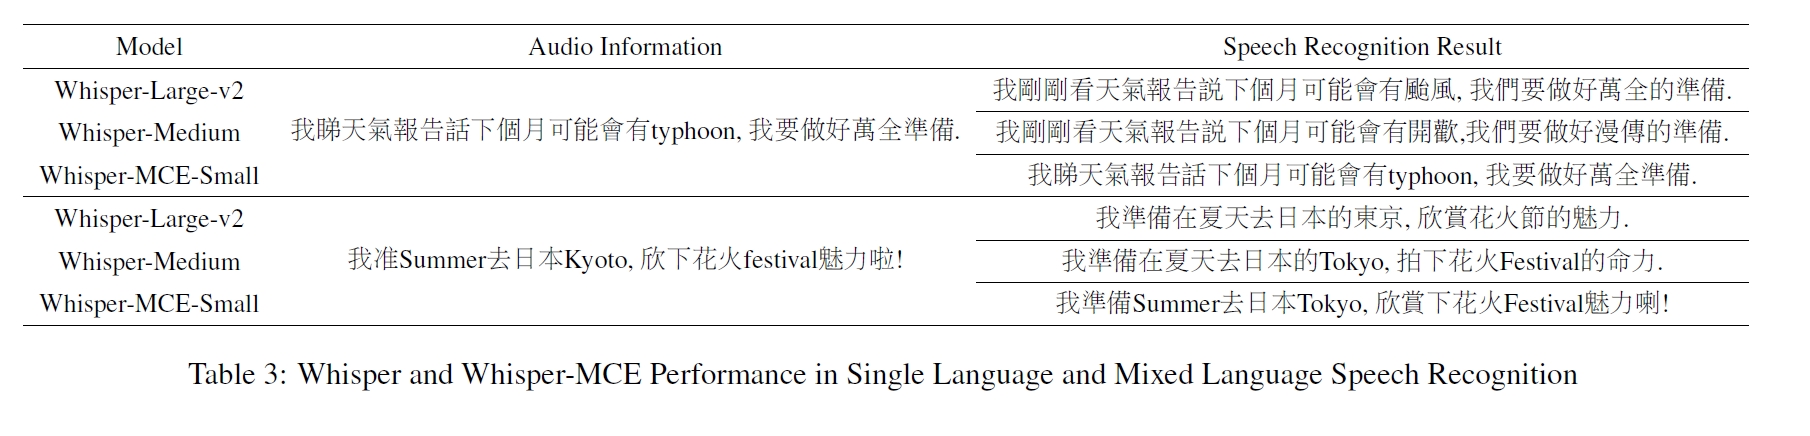 Model Audio Information Speech Recognition Result
Whisper-Large-v2 我剛剛看天氣報告説下個月可能會有颱風, 我們要做好萬全的準備.
Whisper-Medium 我睇天氣報告話下個月可能會有typhoon, 我要做好萬全準備. 我剛剛看天氣報告説下個月可能會有開歡,我們要做好漫傳的準備.
Whisper-MCE-Small 我睇天氣報告話下個月可能會有typhoon, 我要做好萬全準備.
Whisper-Large-v2 我準備在夏天去日本的東京, 欣賞花火節的魅力.
Whisper-Medium 我准Summer去日本Kyoto, 欣下花火festival魅力啦! 我準備在夏天去日本的Tokyo, 拍下花火Festival的命力.
Whisper-MCE-Small 我準備Summer去日本Tokyo, 欣賞下花火Festival魅力喇!
Table 3: Whisper and Whisper-MCE Performance in Single Language and Mixed Language Speech Recognition